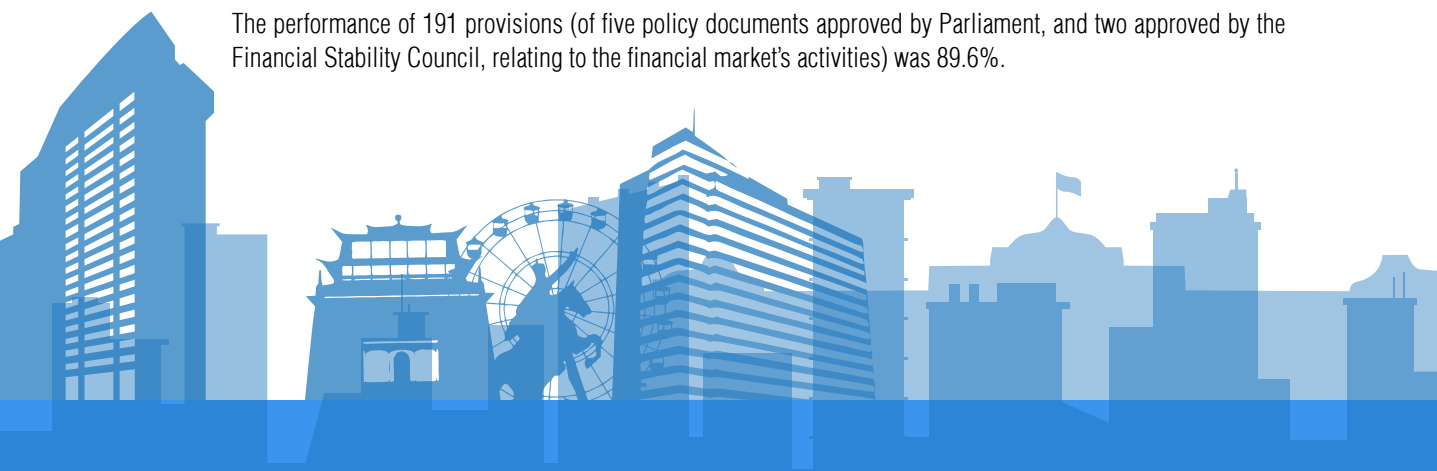 The performance of 191 provisions (of five policy documents approved by Parliament, and two approved by the
Financial Stability Council, relating to the financial market’s activities) was 89.6%.